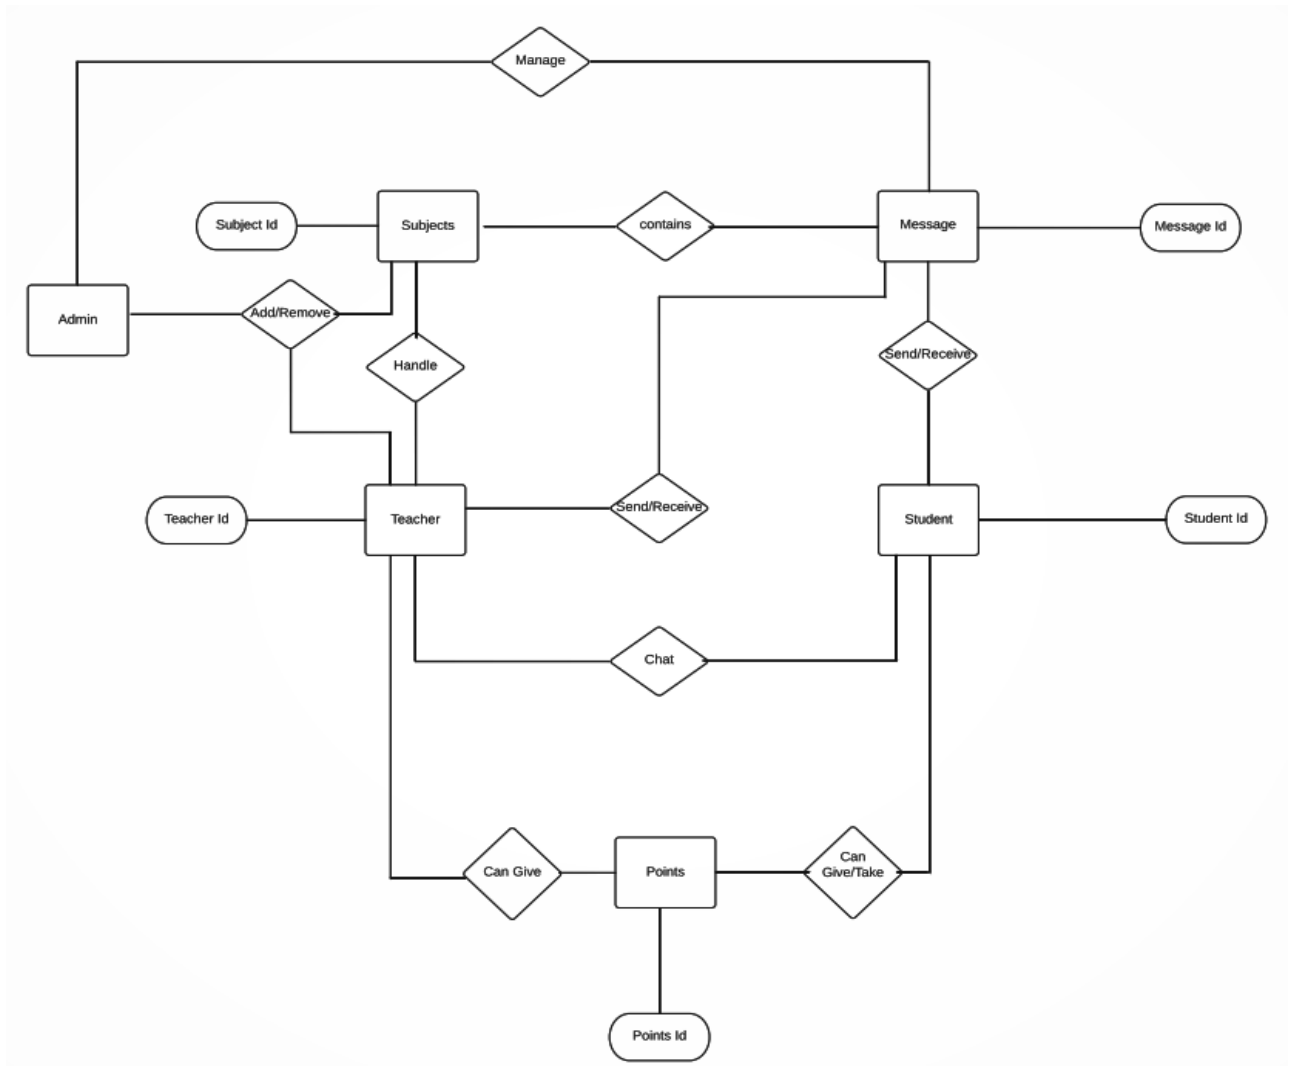 Manage
Subject Id
Subjects
contains
Message
Message Id
Admin
Add/Remove
Handle
Send/Receive
Teacher Id
Teacher
Send/Receive
Student
Student Id
Chat
Can Give
Points
Can
Give/Take
Points Id